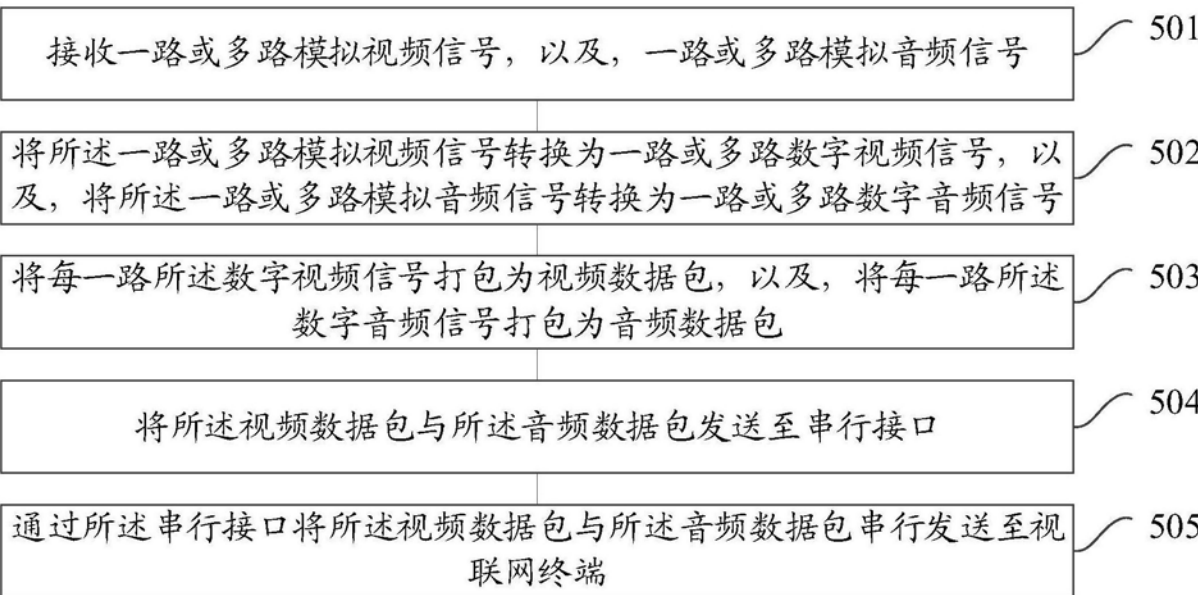 接收一路或多路模拟视频信号，以及，一路或多路模拟音频信号
501
将所述一路或多路模拟视频信号转换为一路或多路数字视频信号，以
及，将所述一路或多路模拟音频信号转换为一路或多路数字音频信号
502
将每一路所述数字视频信号打包为视频数据包，以及，将每一路所述
数字音频信号打包为音频数据包
503
将所述视频数据包与所述音频数据包发送至串行接口
504
通过所述串行接口将所述视频数据包与所述音频数据包串行发送至视
联网终端
505